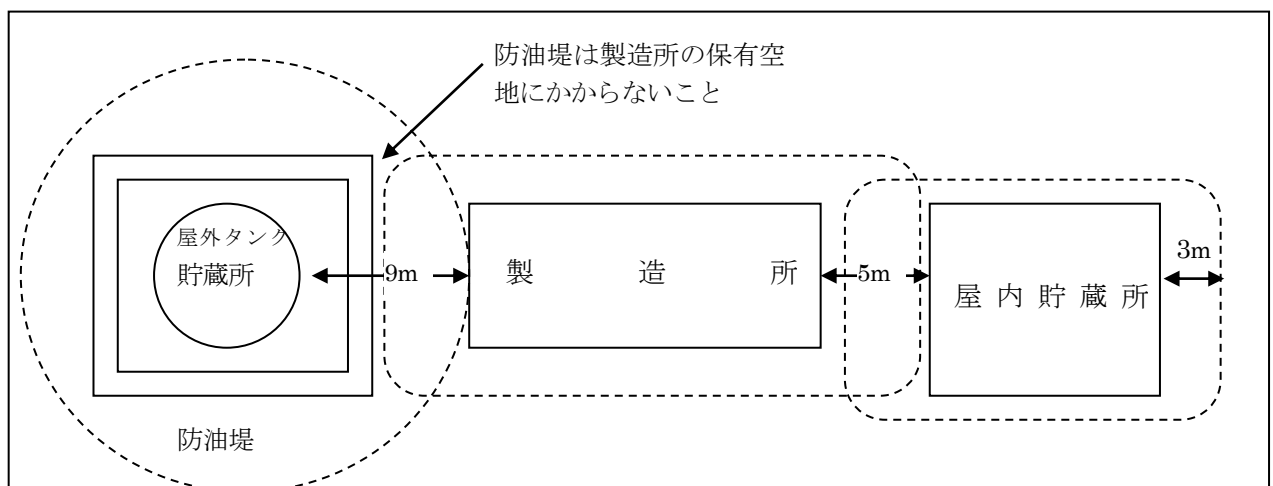 防油堤は製造所の保有空
地にかからないこと
屋外タンク
貯蔵所
9m
製造所
5m
屋内貯蔵所
3m
防油堤